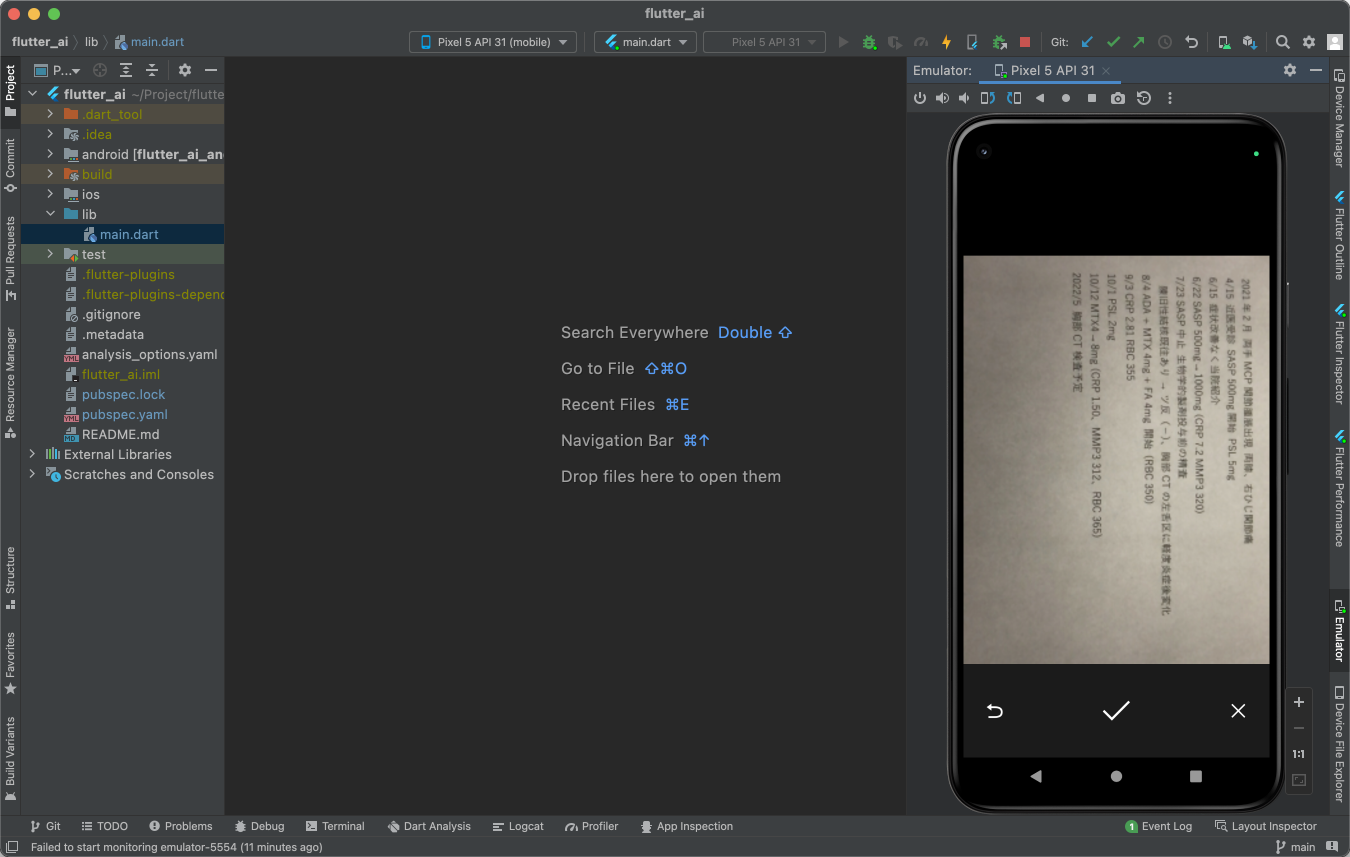 flutter_ai
flutter_ai
lib
main.dart
Pixel 5 API 31 (mobile)
main.dart
Pixel 5 API 31
Git:
Project
Commit
Pull Requests
Resource Manager
Structure
Favorites
Build Variants
P...
flutter_ai ~/Project/flutte
.dart_tool
.idea
android [flutter_ai_an
build
ios
lib
main.dart
test
.flutter-plugins
.flutter-plugins-depend
.gitignore
.metadata
analysis_options.yaml
flutter_ai.iml
pubspec.lock
pubspec.yaml
README.md
External Libraries
Scratches and Consoles
Search Everywhere Double ⇧
Go to File ⇧⌘O
Recent Files ⌘E
Navigation Bar ⌘↑
Drop files here to open them
Emulator: Pixel 5 API 31
2021 年 2 月 両手 MCP 関節腫脹出現 両膝、右ひじ関節痛
4/15 近医受診 SASP 500mg 開始 PSL 5mg
6/15 症状改善なく当院紹介
6/22 SASP 500mg → 1000mg (CRP 7.2 MMP3 320)
7/23 SASP 中止 生物学的製剤投与前の精査
陳旧性結核既往あり → ツ反 (－)、胸部 CT の左舌区に軽度炎症後変化
8/4 ADA + MTX 4mg + FA 4mg 開始 (RBC 350)
9/3 CRP 2.81 RBC 355
10/1 PSL 2mg
10/12 MTX4→8mg (CRP 1.50、MMP3 312、RBC 365)
2022/5 胸部 CT 検査予定
1:1
Device Manager
Flutter Outline
Flutter Inspector
Flutter Performance
Emulator
Device File Explorer
Git
TODO
Problems
Debug
Terminal
Dart Analysis
Logcat
Profiler
App Inspection
1 Event Log
Layout Inspector
Failed to start monitoring emulator-5554 (11 minutes ago)
main